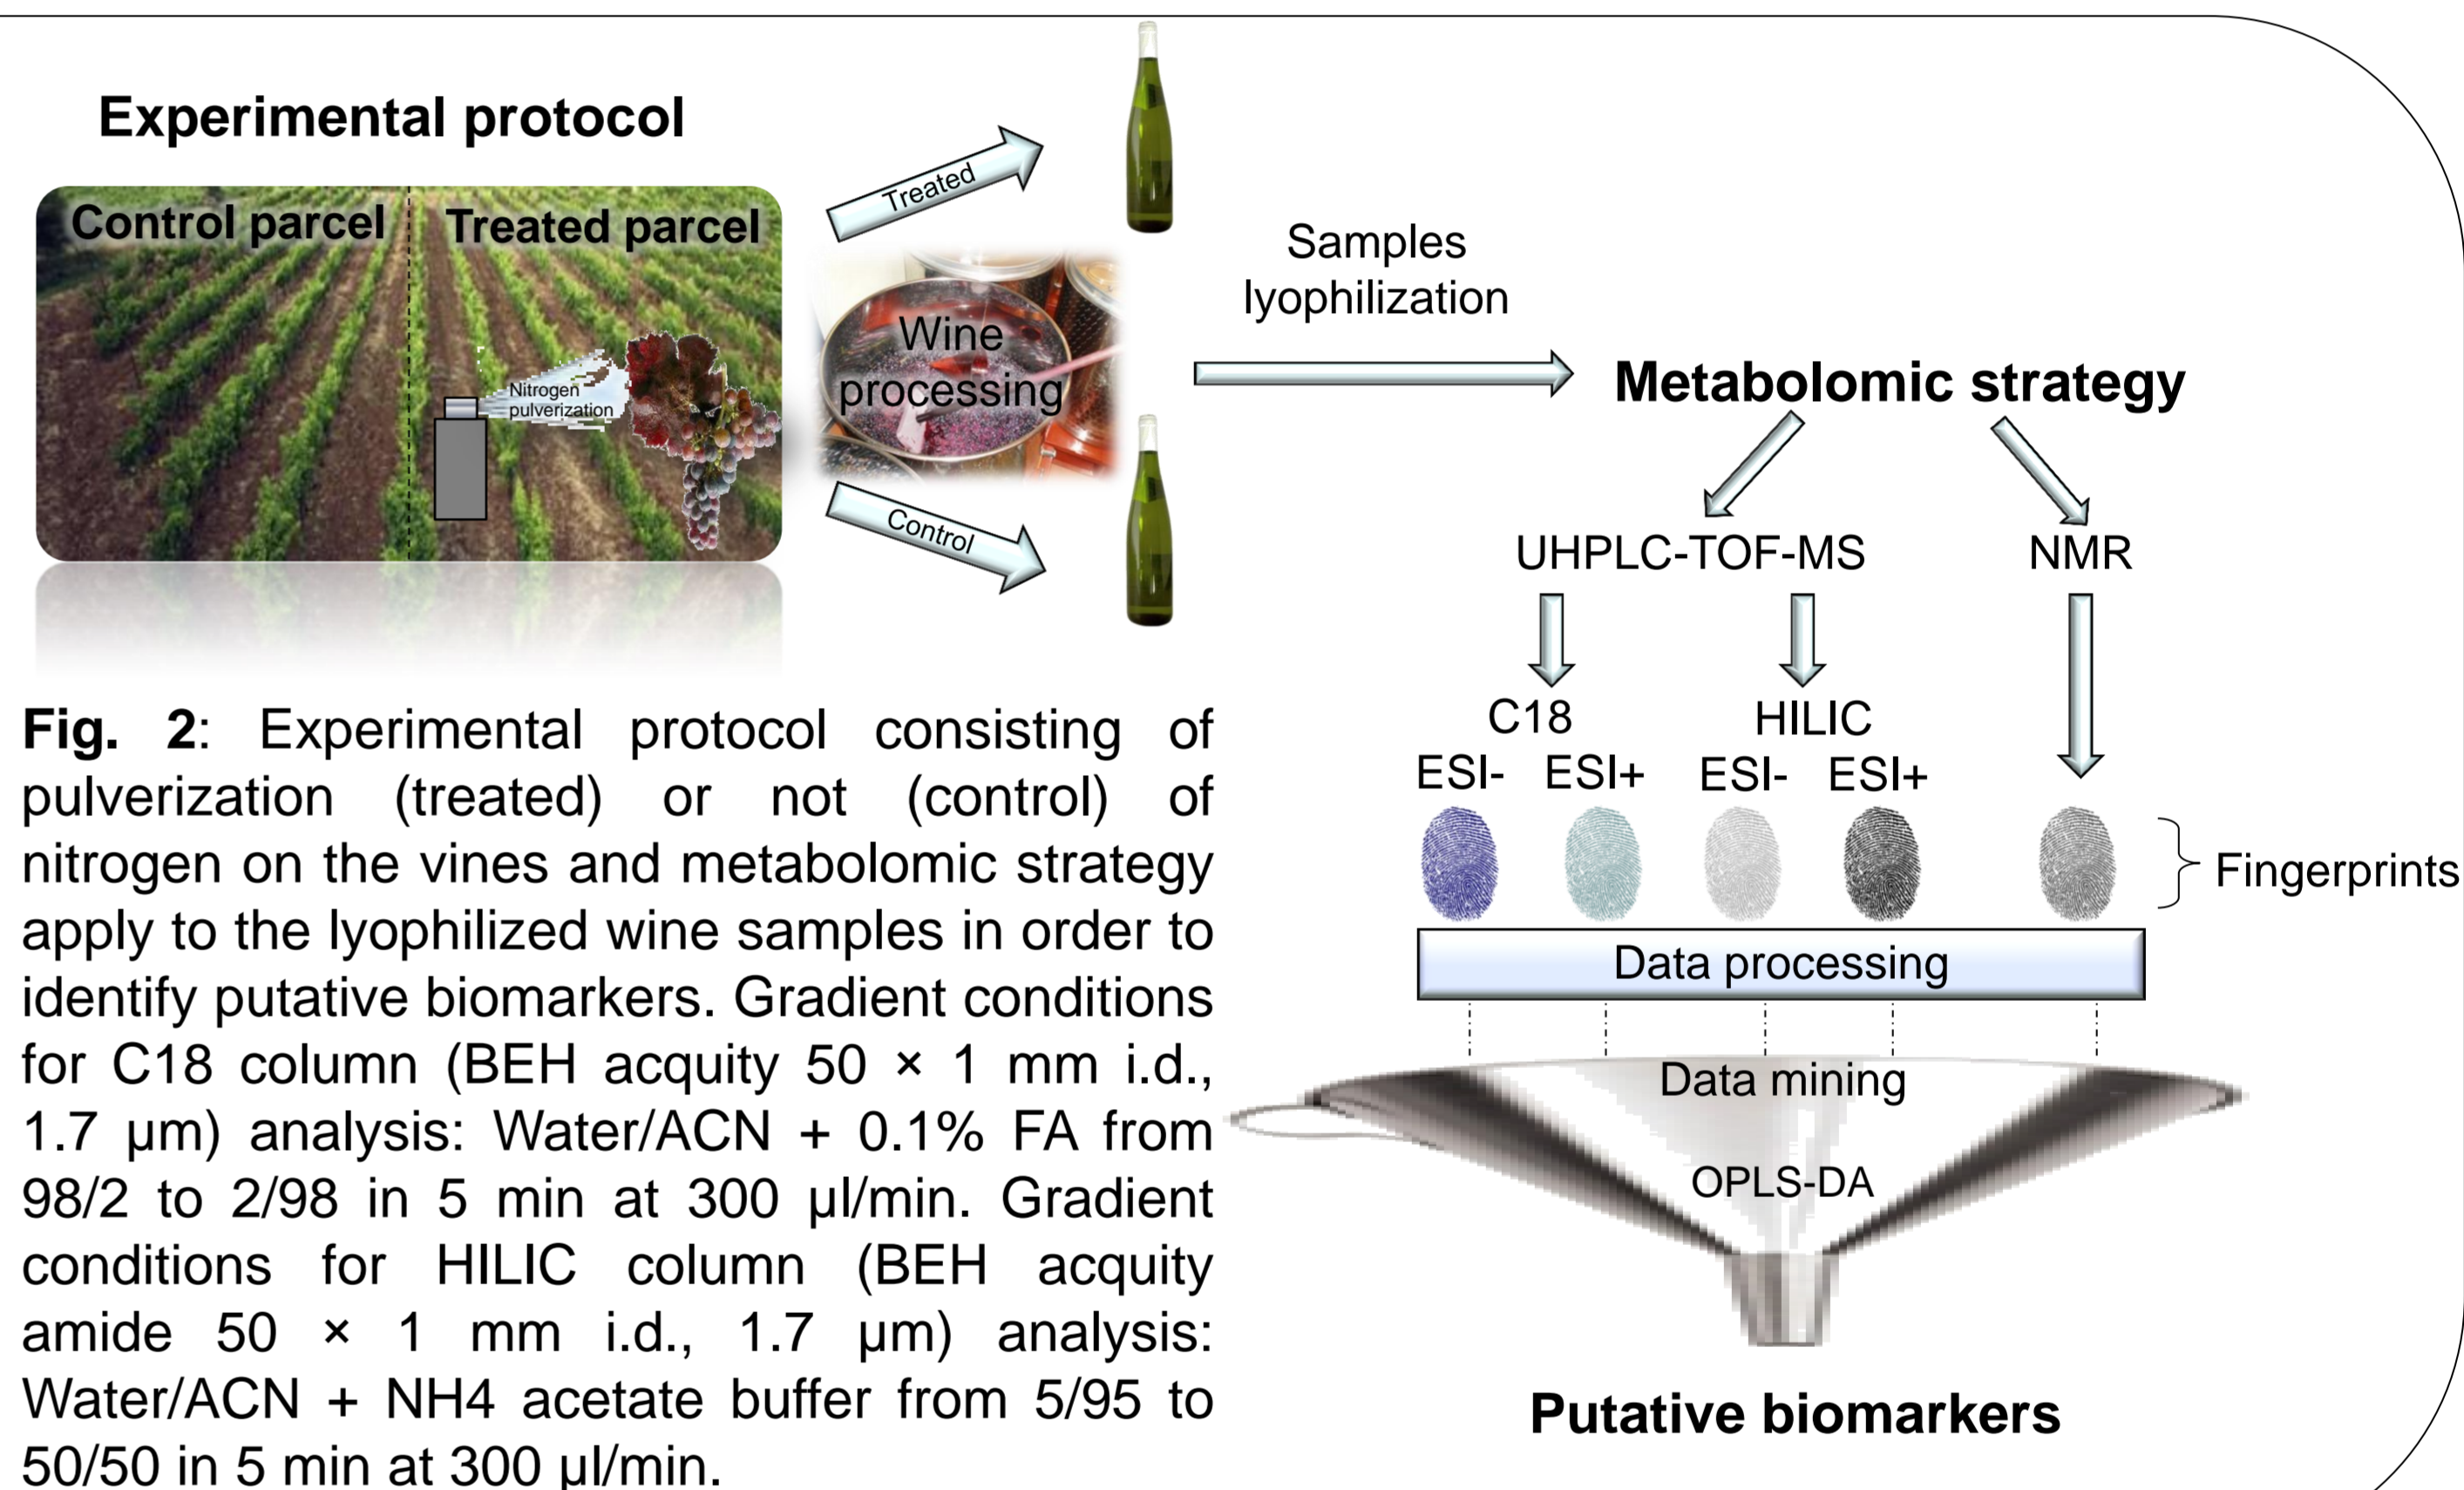 Experimental protocol
Control parcel
Treated parcel
Nitrogen
pulverization
Treated
Wine
processing
Control
Samples
lyophilization
Metabolomic strategy
UHPLC-TOF-MS
NMR
C18
HILIC
ESI-
ESI+
ESI-
ESI+
Fingerprints
Data processing
Data mining
OPLS-DA
Putative biomarkers
Fig. 2: Experimental protocol consisting of
pulverization (treated) or not (control) of
nitrogen on the vines and metabolomic strategy
apply to the lyophilized wine samples in order to
identify putative biomarkers. Gradient conditions
for C18 column (BEH acquity 50 × 1 mm i.d.,
1.7 µm) analysis: Water/ACN + 0.1% FA from
98/2 to 2/98 in 5 min at 300 µl/min. Gradient
conditions for HILIC column (BEH acquity
amide 50 × 1 mm i.d., 1.7 µm) analysis:
Water/ACN + NH4 acetate buffer from 5/95 to
50/50 in 5 min at 300 µl/min.